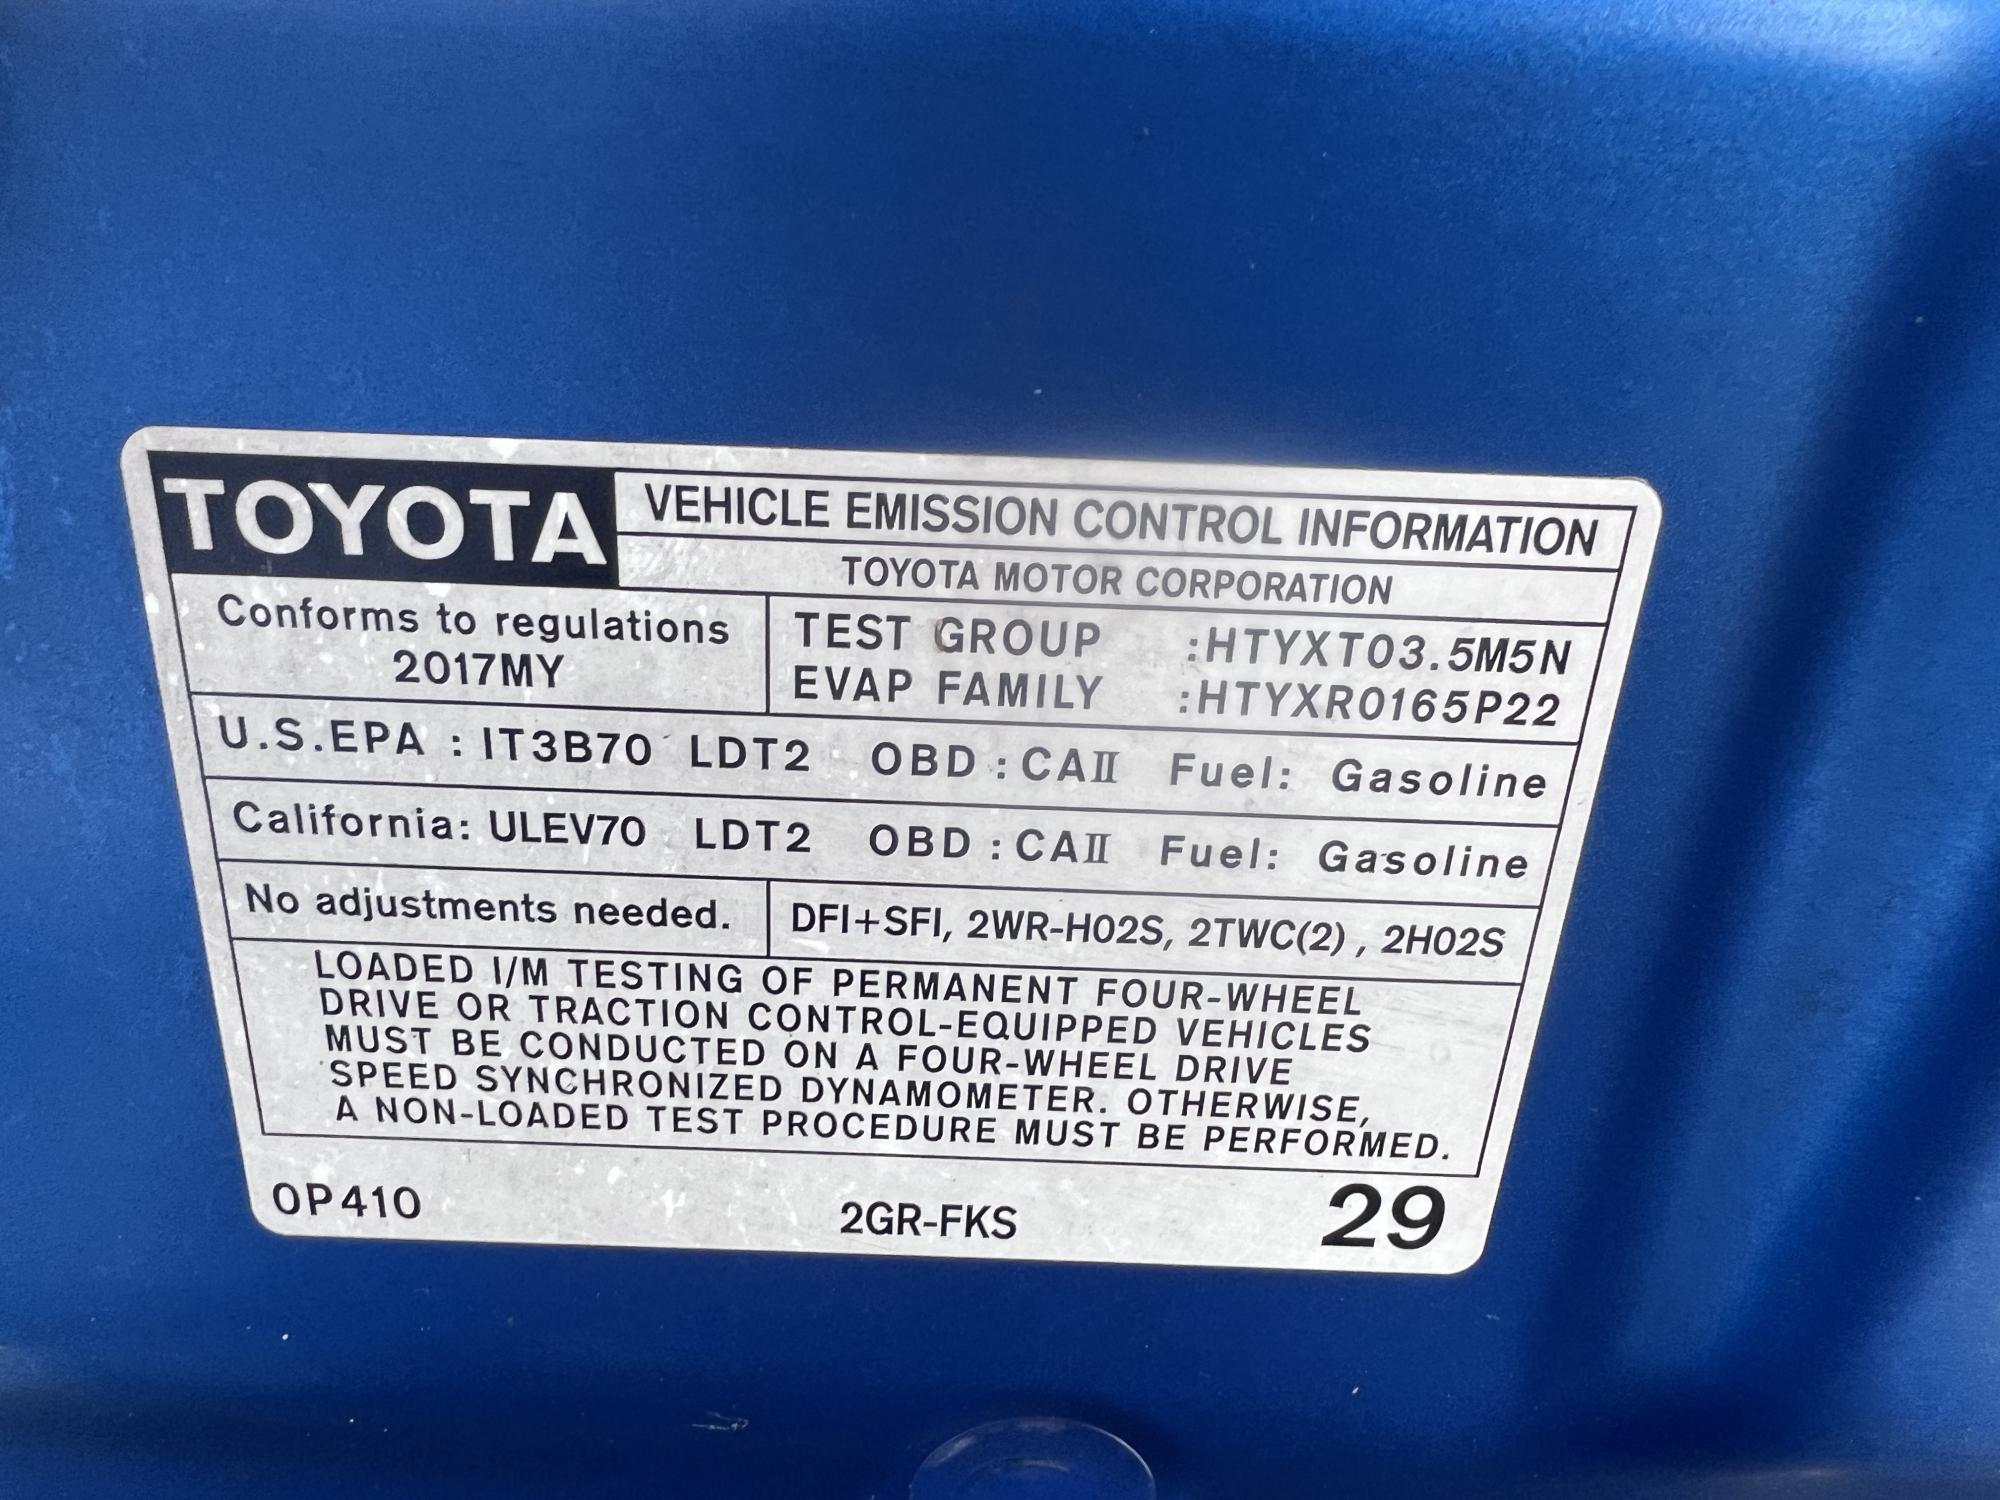 TOYOTA
VEHICLE EMISSION CONTROL INFORMATION
TOYOTA MOTOR CORPORATION
Conforms to regulations
2017MY
TEST GROUP :HTYXT03.5M5N
EVAP FAMILY :HTYXR0165P22
U.S.EPA : IT3B70 LDT2 OBD : CAⅡ Fuel: Gasoline
California: ULEV70 LDT2 OBD : CAⅡ Fuel: Gasoline
No adjustments needed.
DFI+SFI, 2WR-HO2S, 2TWC(2) , 2HO2S
LOADED I/M TESTING OF PERMANENT FOUR-WHEEL
DRIVE OR TRACTION CONTROL-EQUIPPED VEHICLES
MUST BE CONDUCTED ON A FOUR-WHEEL DRIVE
SPEED SYNCHRONIZED DYNAMOMETER. OTHERWISE,
A NON-LOADED TEST PROCEDURE MUST BE PERFORMED.
0P410
2GR-FKS
29